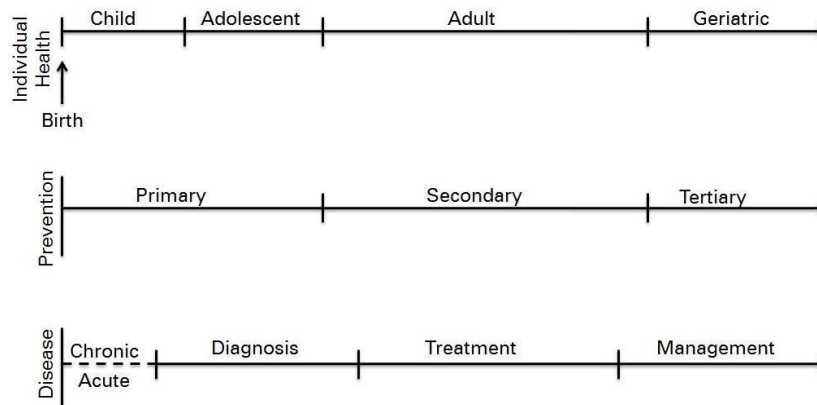 Child Adolescent Adult Geriatric
Individual
Health
Birth
Primary Secondary Tertiary
Prevention
Chronic Diagnosis Treatment Management
Acute
Disease